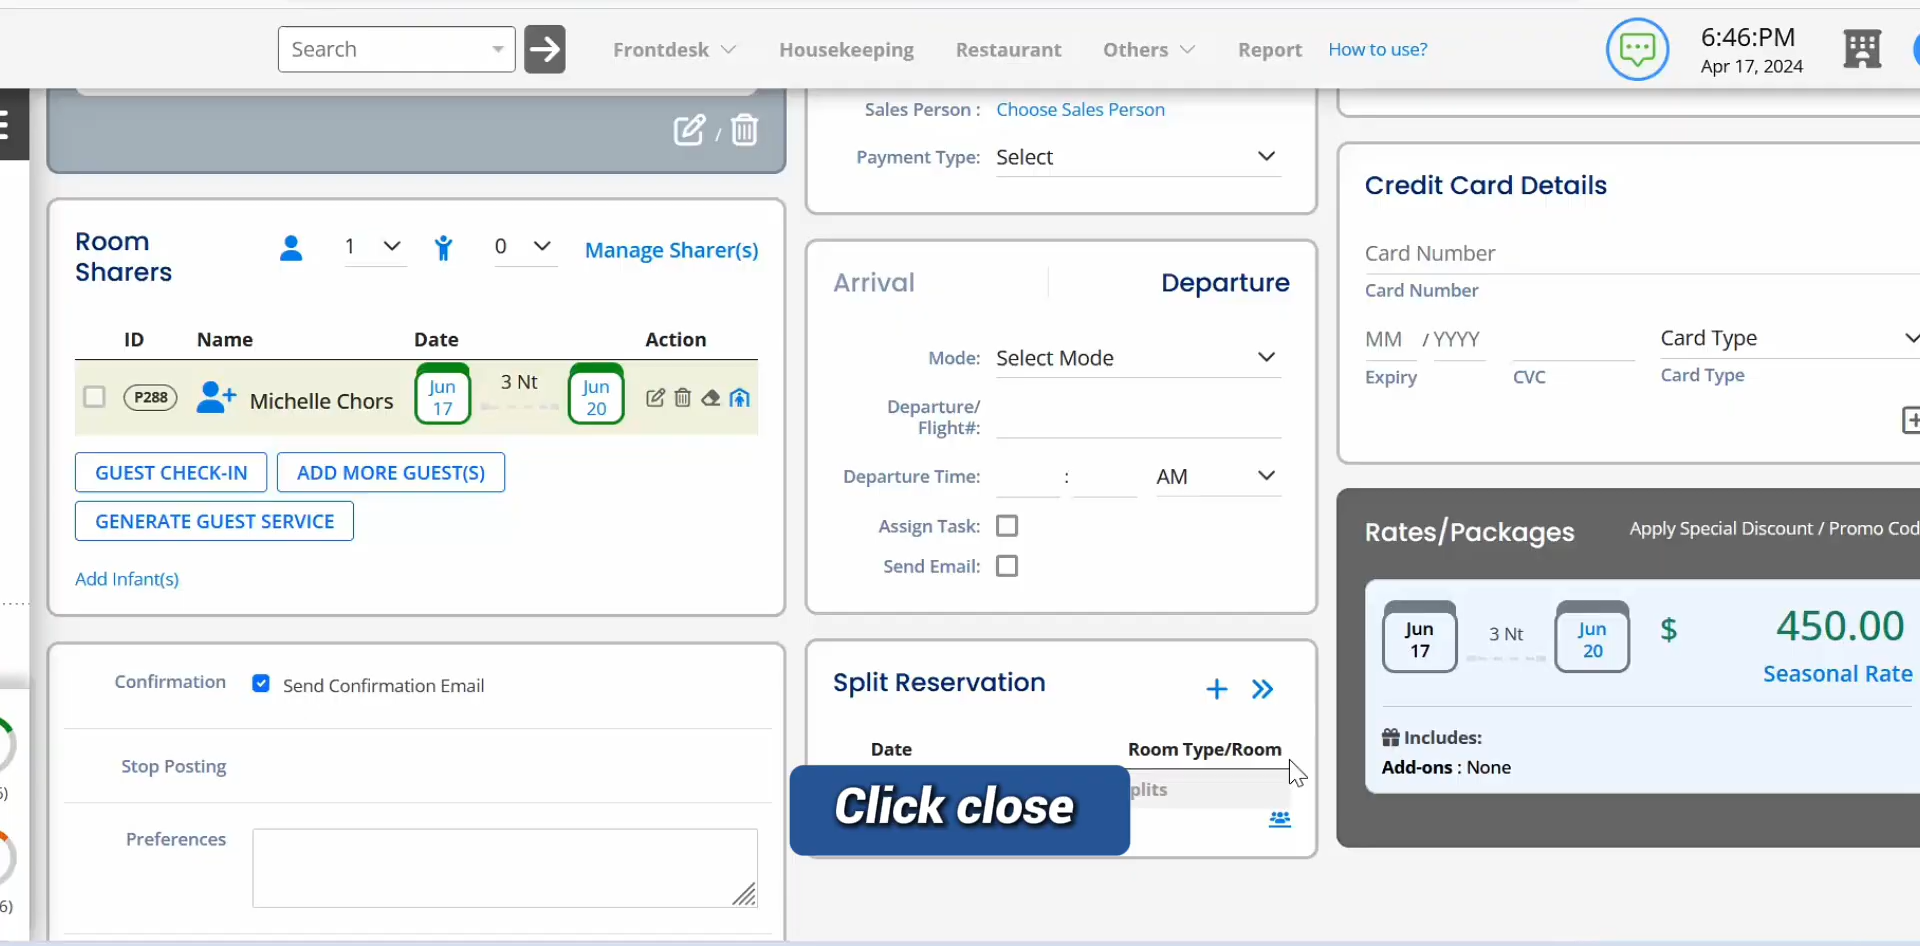 Search
Frontdesk
Housekeeping
Restaurant
Others
Report
How to use?
6:46:PM
Apr 17, 2024
/
Room
Sharers
1
0
Manage Sharer(s)
ID
Name
Date
Action
P288
Michelle Chors
Jun
17
3 Nt
Jun
20
GUEST CHECK-IN
ADD MORE GUEST(S)
GENERATE GUEST SERVICE
Add Infant(s)
Confirmation
Send Confirmation Email
Stop Posting
Preferences
Sales Person :
Choose Sales Person
Payment Type:
Select
Arrival
Departure
Mode:
Select Mode
Departure/
Flight#:
Departure Time:
:
AM
Assign Task:
Send Email:
Split Reservation
Date
Room Type/Room
plits
Click close
Credit Card Details
Card Number
Card Number
MM / YYYY
Card Type
Expiry
CVC
Card Type
Rates/Packages
Apply Special Discount / Promo Cod
Jun
17
3 Nt
Jun
20
$
450.00
Seasonal Rate
Includes:
Add-ons : None
6)